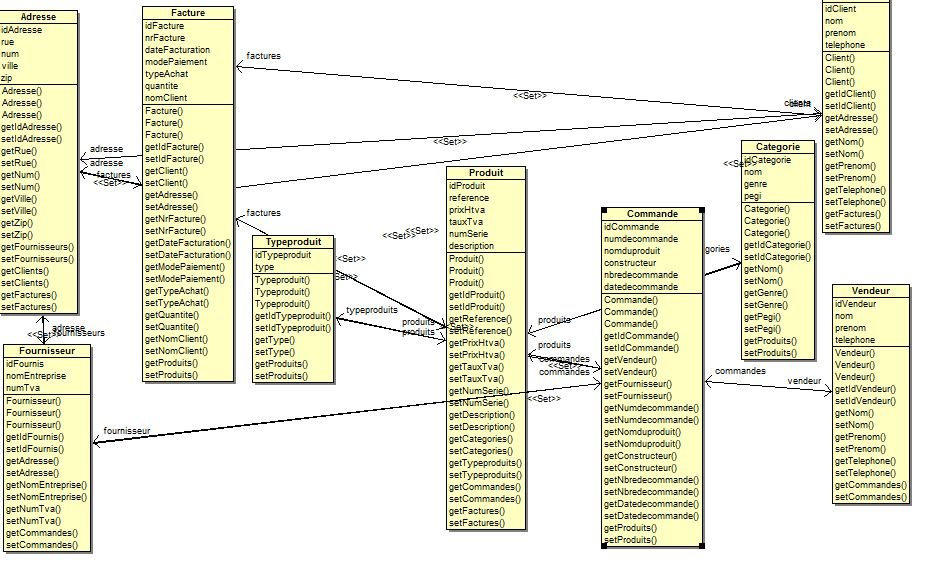 Adresse
idAdresse
rue
num
ville
zip
Adresse()
Adresse()
Adresse()
getIdAdresse()
setIdAdresse()
getRue()
setRue()
getNum()
setNum()
getVille()
setVille()
getZip()
setZip()
getFournisseurs()
setFournisseurs()
getClients()
setClients()
getFactures()
setFactures()
Facture
idFacture
nrFacture
dateFacturation
modePaiement
typeAchat
quantite
nomClient
Facture()
Facture()
Facture()
getIdFacture()
setIdFacture()
getClient()
setClient()
getAdresse()
setAdresse()
getNrFacture()
setNrFacture()
getDateFacturation()
setDateFacturation()
getModePaiement()
setModePaiement()
getTypeAchat()
setTypeAchat()
getQuantite()
setQuantite()
getNomClient()
setNomClient()
getProduits()
setProduits()
idClient
nom
prenom
telephone
Client()
Client()
Client()
getIdClient()
setIdClient()
getAdresse()
setAdresse()
getNom()
setNom()
getPrenom()
setPrenom()
getTelephone()
setTelephone()
getFactures()
setFactures()
Fournisseur
idFournis
nomEntreprise
numTva
Fournisseur()
Fournisseur()
Fournisseur()
getIdFournis()
setIdFournis()
getAdresse()
setAdresse()
getNomEntreprise()
setNomEntreprise()
getNumTva()
setNumTva()
getCommandes()
setCommandes()
Typeproduit
idTypeproduit
type
Typeproduit()
Typeproduit()
Typeproduit()
getIdTypeproduit()
setIdTypeproduit()
getType()
setType()
getProduits()
setProduits()
Produit
idProduit
reference
prixHtva
tauxTva
numSerie
description
Produit()
Produit()
Produit()
getIdProduit()
setIdProduit()
getReference()
setReference()
getPrixHtva()
setPrixHtva()
getTauxTva()
setTauxTva()
getNumSerie()
setNumSerie()
getDescription()
setDescription()
getCategories()
setCategories()
getTypeproduits()
setTypeproduits()
getCommandes()
setCommandes()
getFactures()
setFactures()
Commande
idCommande
numdecommande
nomduproduit
constructeur
nbredecommande
datedecommande
Commande()
Commande()
Commande()
getIdCommande()
setIdCommande()
getVendeur()
setVendeur()
getFournisseur()
setFournisseur()
getNumdecommande()
setNumdecommande()
getNomduproduit()
setNomduproduit()
getConstructeur()
setConstructeur()
getNbredecommande()
setNbredecommande()
getDatedecommande()
setDatedecommande()
getProduits()
setProduits()
Categorie
idCategorie
nom
genre
pegi
Categorie()
Categorie()
Categorie()
getIdCategorie()
setIdCategorie()
getNom()
setNom()
getGenre()
setGenre()
getPegi()
setPegi()
getProduits()
setProduits()
Vendeur
idVendeur
nom
prenom
telephone
Vendeur()
Vendeur()
Vendeur()
getIdVendeur()
setIdVendeur()
getNom()
setNom()
getPrenom()
setPrenom()
getTelephone()
setTelephone()
getCommandes()
setCommandes()
factures
<<Set>>
adresse
<<Set>>
adresse
factures
<<Set>>
factures
<<Set>>
<<Set>>
typeproduits
produits
produits
gories
produits
produits
commandes
<<Set>>
commandes
<<Set>>
commandes
vendeur
adresse
fournisseurs
fournisseur